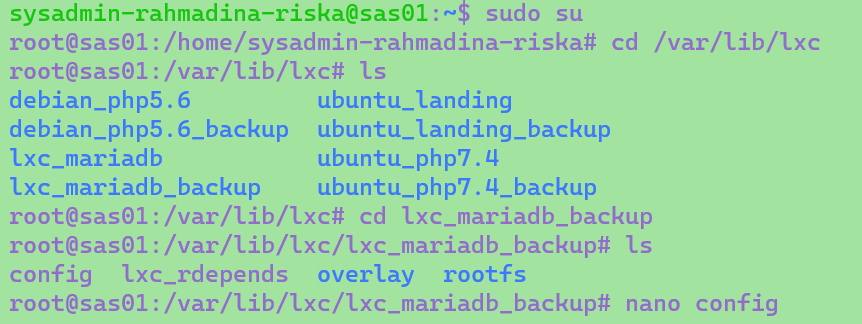 sysadmin-rahmadina-riska@sas01:~$ sudo su
root@sas01:/home/sysadmin-rahmadina-riska# cd /var/lib/lxc
root@sas01:/var/lib/lxc# ls
debian_php5.6 ubuntu_landing
debian_php5.6_backup ubuntu_landing_backup
lxc_mariadb ubuntu_php7.4
lxc_mariadb_backup ubuntu_php7.4_backup
root@sas01:/var/lib/lxc# cd lxc_mariadb_backup
root@sas01:/var/lib/lxc/lxc_mariadb_backup# ls
config lxc_rdepends overlay rootfs
root@sas01:/var/lib/lxc/lxc_mariadb_backup# nano config